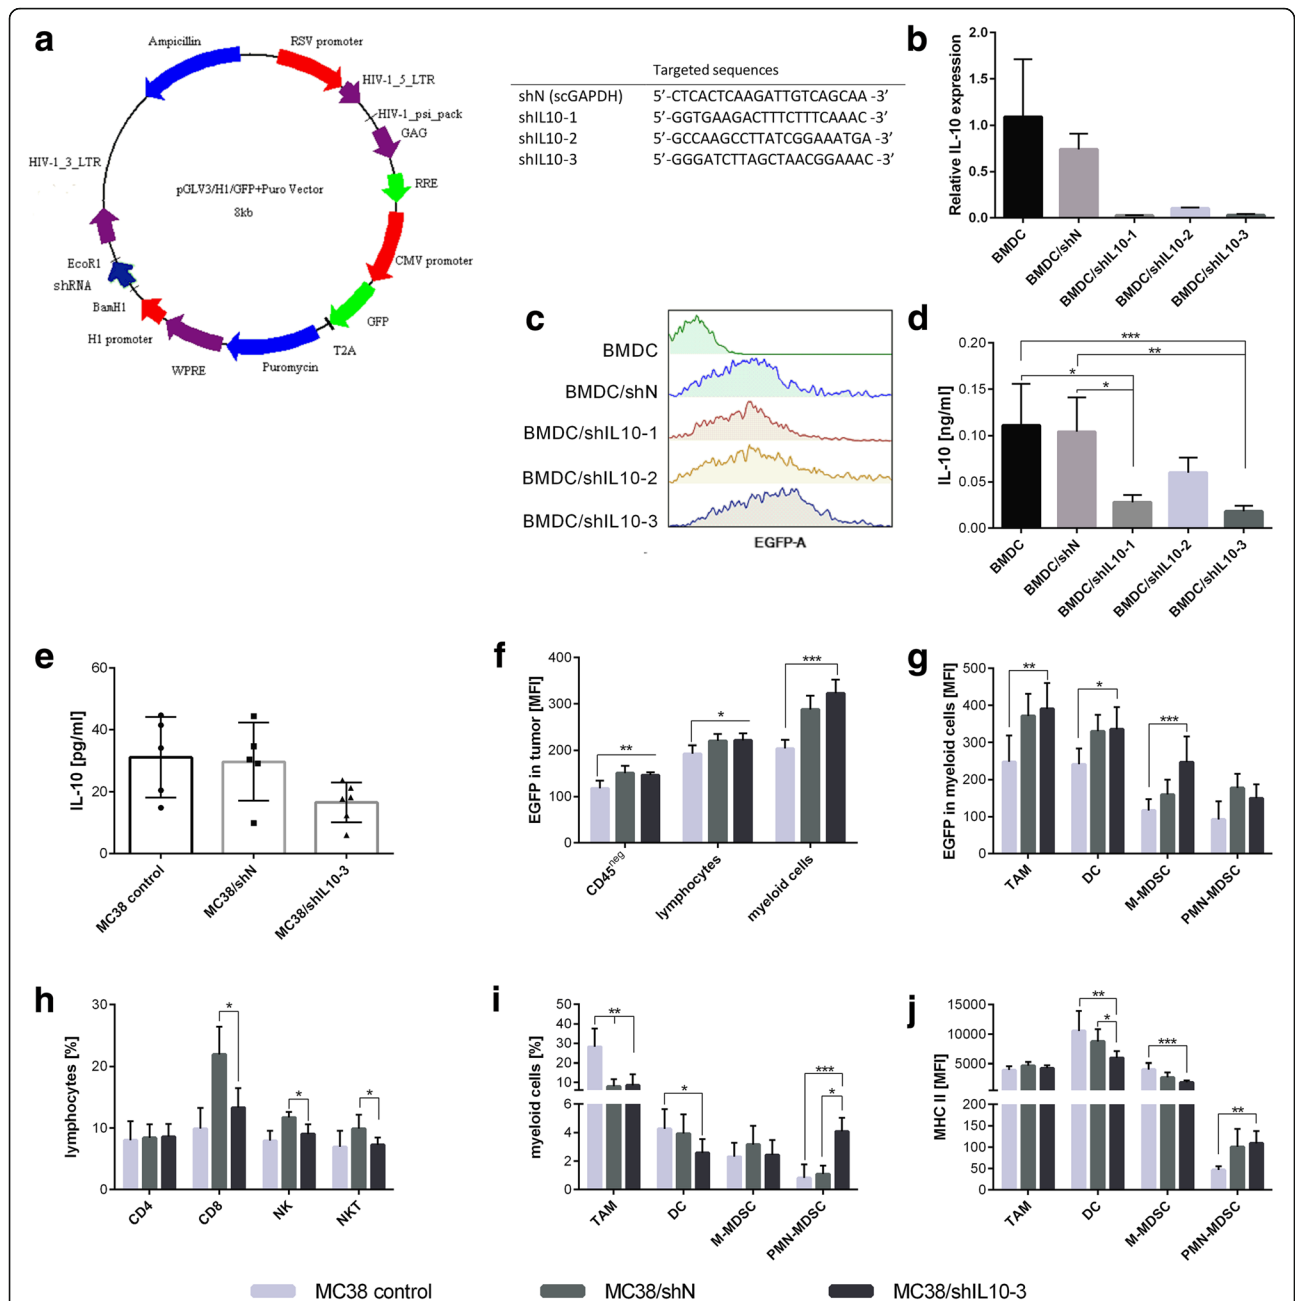 a
Ampicillin
RSV promoter
HIV-1_5_LTR
HIV-1_psi_pack
GAG
HIV-1_3_LTR
pGLV3/H1/GFP+Puro Vector
8kb
RRE
EcoR1
shRNA
BamH1
H1 promoter
WPRE
Puromycin
T2A
GFP
CMV promoter
Targeted sequences
shN (scGAPDH) 5’-CTCACTCAAGATTGTCAGCAA -3’
shIL10-1 5’-GGTGAAGACTTTCTTTCAAAC -3’
shIL10-2 5’-GCCAAGCCTTATCGGAAATGA -3’
shIL10-3 5’-GGGATCTTAGCTAACGGAAAC -3’
b
Relative IL-10 expression
2.0
1.5
1.0
0.5
0.0
BMDC
BMDC/shN
BMDC/shIL10-1
BMDC/shIL10-2
BMDC/shIL10-3
c
BMDC
BMDC/shN
BMDC/shIL10-1
BMDC/shIL10-2
BMDC/shIL10-3
EGFP-A
d
IL-10 [ng/ml]
0.20
0.15
0.10
0.05
0.00
***
**
*
*
BMDC
BMDC/shN
BMDC/shIL10-1
BMDC/shIL10-2
BMDC/shIL10-3
e
IL-10 [pg/ml]
60
40
20
0
MC38 control
MC38/shN
MC38/shIL10-3
f
EGFP in tumor [MFI]
400
300
200
100
0
**
*
***
CD45neg
lymphocytes
myeloid cells
g
EGFP in myeloid cells [MFI]
500
400
300
200
100
0
**
*
***
TAM
DC
M-MDSC
PMN-MDSC
h
lymphocytes [%]
30
20
10
0
*
*
*
CD4
CD8
NK
NKT
i
myeloid cells [%]
50
40
30
20
10
6
4
2
0
**
*
***
*
TAM
DC
M-MDSC
PMN-MDSC
j
MHC II [MFI]
15000
10000
5000
200
150
100
50
0
**
*
***
**
TAM
DC
M-MDSC
PMN-MDSC
MC38 control
MC38/shN
MC38/shIL10-3